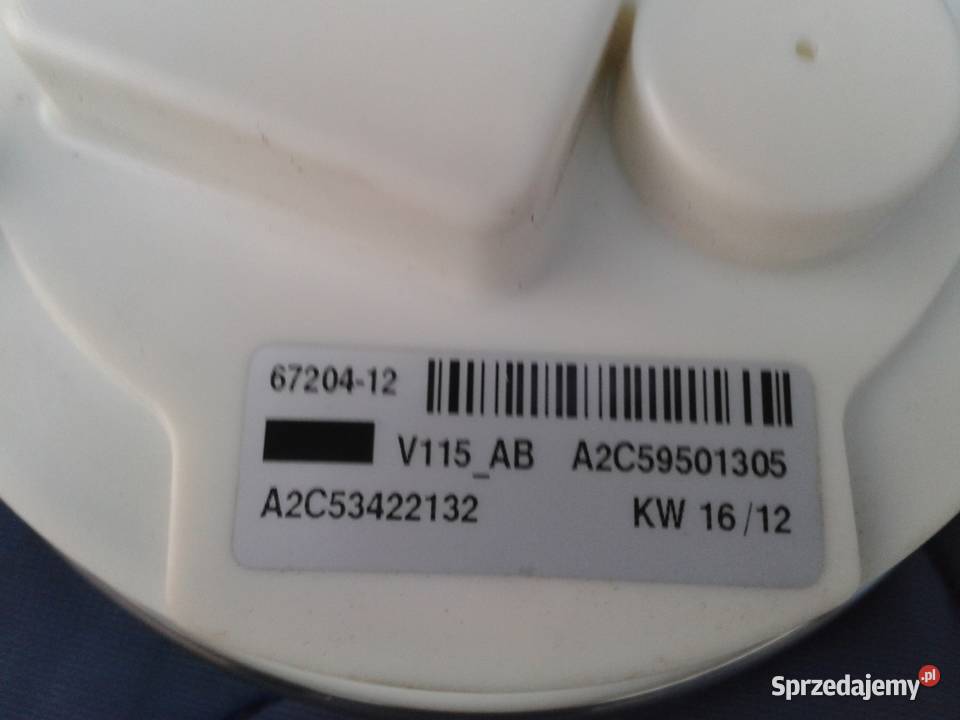 67204-12
V115_AB A2C59501305
A2C53422132 KW 16/12
Sprzedajemy.pl